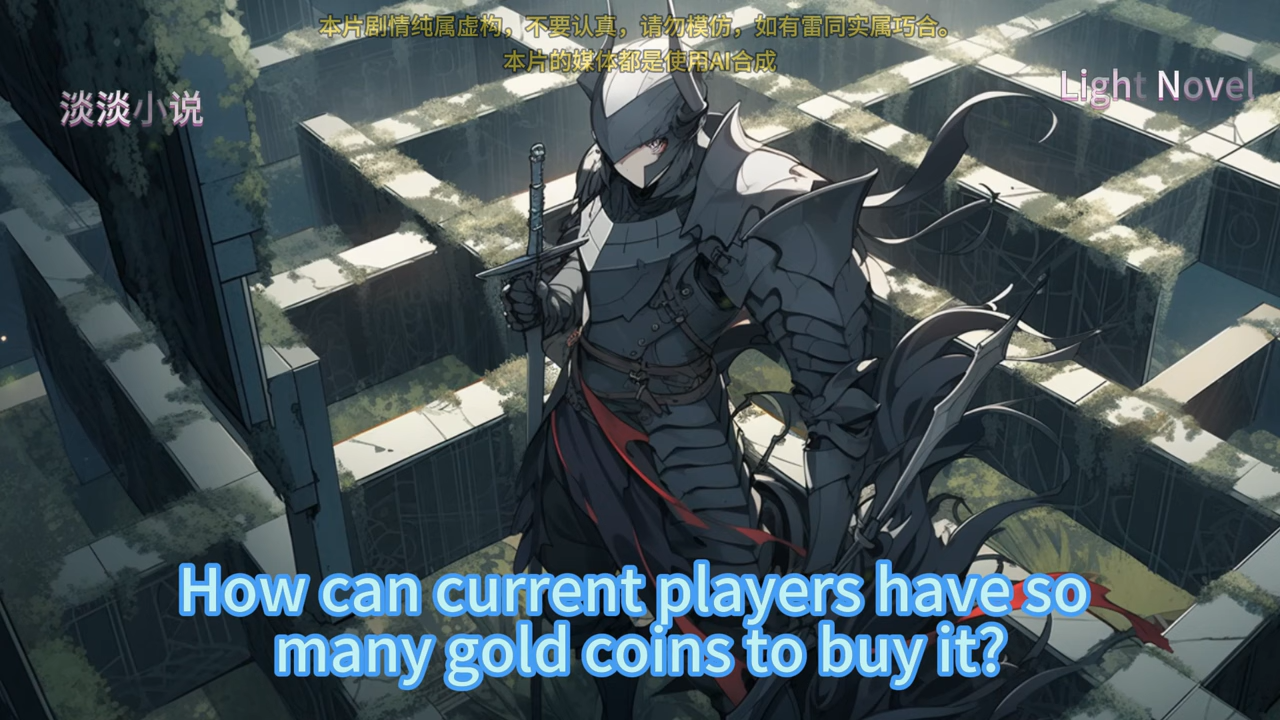 本片剧情纯属虚构，不要认真，请勿模仿，如有雷同实属巧合。
本片的媒体都是使用AI合成
淡淡小说
Light Novel
How can current players have so
many gold coins to buy it?